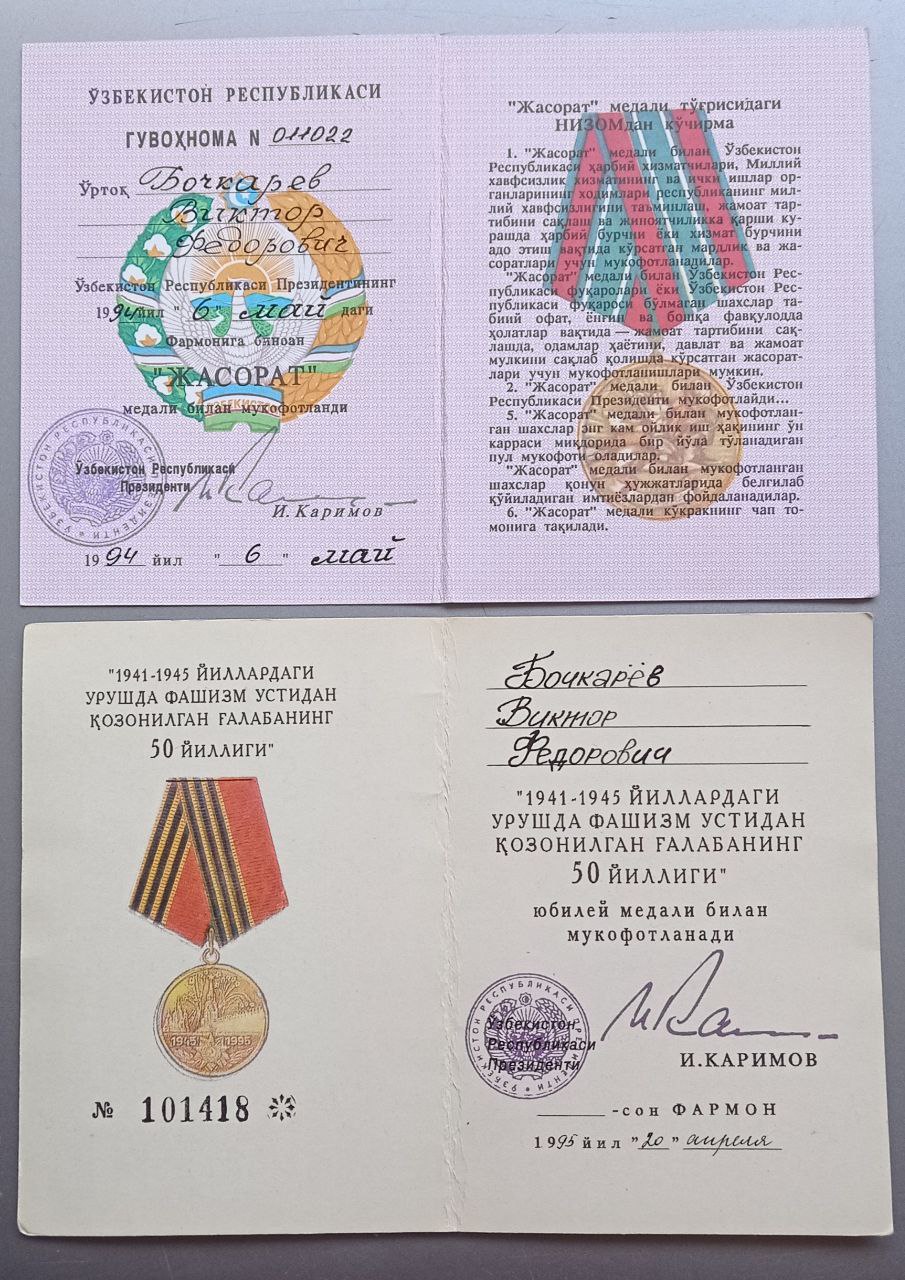 ЎЗБЕКИСТОН РЕСПУБЛИКАСИ
ГУВОҲНОМА N 011022
Ўртоқ Бочкарев
Виктор
Федорович
Ўзбекистон Республикаси Президентининг
1994 йил " 6 май даги
Фармонига биноан
"ЖАСОРАТ"
медали билан мукофотланди
Ўзбекистон Республикаси
Президенти
И.Каримов
1994 йил " 6 " май
"Жасорат" медали тўғрисидаги
НИЗОМдан кўчирма
1. "Жасорат" медали билан Ўзбекистон
Республикаси ҳарбий хизматчилари, Миллий
хавфсизлик хизматининг ва ички ишлар ор-
ганларининг ходимлари республиканинг мил-
лий хавфсизлигини таъминлаш, жамоат тар-
тибини сақлаш ва жиноятчиликка қарши ку-
рашда ҳарбий бурчни ёки хизмат бурчини
адо этиш вақтида кўрсатган мардлик ва жа-
соратлари учун мукофотланадилар.
"Жасорат" медали билан Ўзбекистон Рес-
публикаси фуқаролари ёки Ўзбекистон Рес-
публикаси фуқароси бўлмаган шахслар та-
биий офат, ёнғин ва бошқа фавқулодда
ҳолатлар вақтида — жамоат тартибини сақ-
лашда, одамлар ҳаётини, давлат ва жамоат
мулкини сақлаб қолишда кўрсатган жасорат-
лари учун мукофотланишлари мумкин.
2. "Жасорат" медали билан Ўзбекистон
Республикаси Президенти мукофотлайди...
5. "Жасорат" медали билан мукофотлан-
ган шахслар энг кам ойлик иш ҳақининг ўн
карраси миқдорида бир йўла тўланадиган
пул мукофоти оладилар.
"Жасорат" медали билан мукофотланган
шахслар қонун ҳужжатларида белгилаб
қўйиладиган имтиёзлардан фойдаланадилар.
6. "Жасорат" медали кўкракнинг чап то-
монига тақилади.
"1941-1945 ЙИЛЛАРДАГИ
УРУШДА ФАШИЗМ УСТИДАН
ҚОЗОНИЛГАН ҒАЛАБАНИНГ
50 ЙИЛЛИГИ"
1945 1995
№ 101418
Бочкарёв
Виктор
Федорович
"1941-1945 ЙИЛЛАРДАГИ
УРУШДА ФАШИЗМ УСТИДАН
ҚОЗОНИЛГАН ҒАЛАБАНИНГ
50 ЙИЛЛИГИ"
юбилей медали билан
мукофотланади
Ўзбекистон
Республикаси
Президенти
И.КАРИМОВ
-сон ФАРМОН
1995 йил "20" апреля